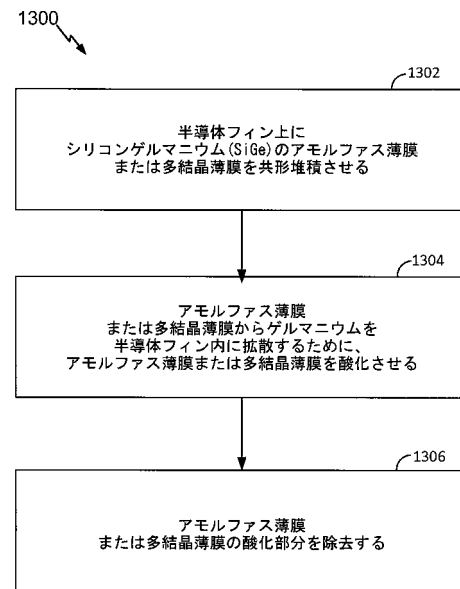 1300
1302
半導体フィン上に
シリコンゲルマニウム(SiGe)のアモルファス薄膜
または多結晶薄膜を共形堆積させる
1304
アモルファス薄膜
または多結晶薄膜からゲルマニウムを
半導体フィン内に拡散するために、
アモルファス薄膜または多結晶薄膜を酸化させる
1306
アモルファス薄膜
または多結晶薄膜の酸化部分を除去する